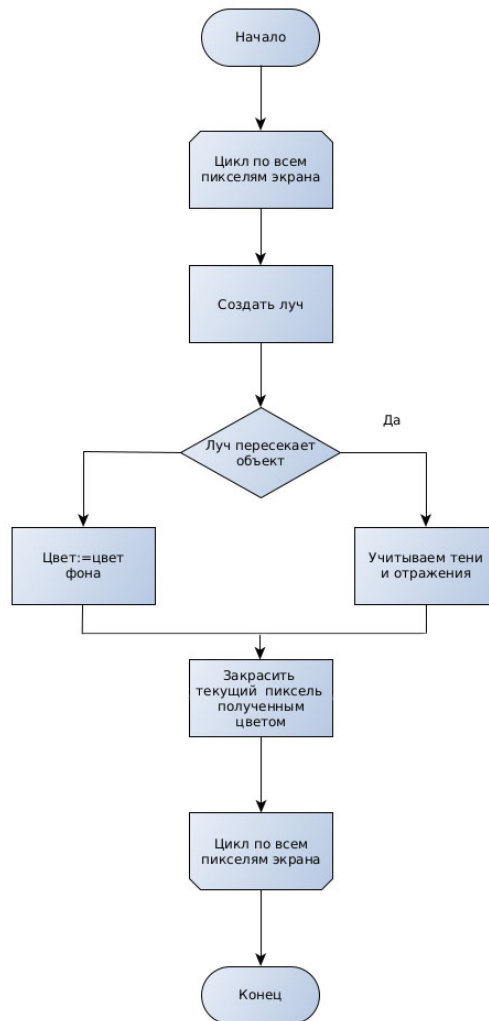 Начало
Цикл по всем
пикселям экрана
Создать луч
Да
Луч пересекает
объект
Цвет:=цвет
фона
Учитываем тени
и отражения
Закрасить
текущий пиксель
полученным
цветом
Цикл по всем
пикселям экрана
Конец